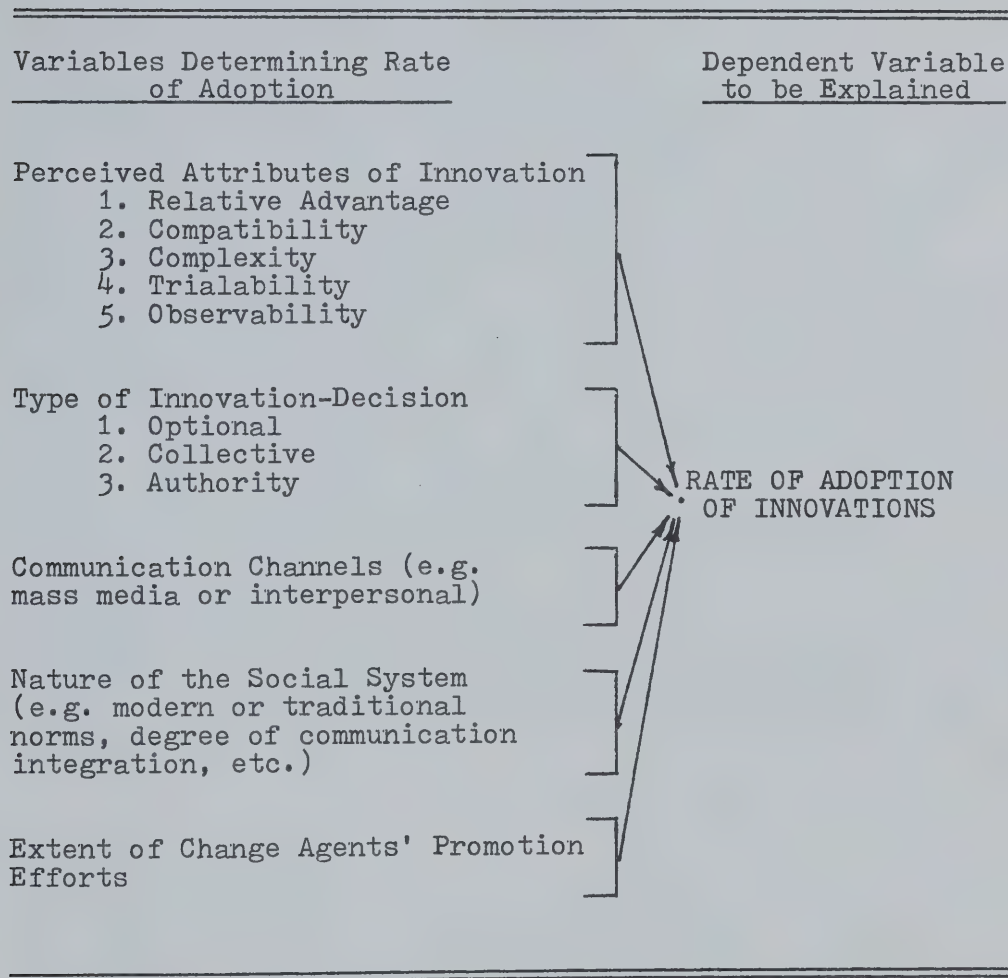 Variables Determining Rate
of Adoption
Dependent Variable
to be Explained
Perceived Attributes of Innovation
1. Relative Advantage
2. Compatibility
3. Complexity
4. Trialability
5. Observability
Type of Innovation-Decision
1. Optional
2. Collective
3. Authority
RATE OF ADOPTION
OF INNOVATIONS
Communication Channels (e.g.
mass media or interpersonal)
Nature of the Social System
(e.g. modern or traditional
norms, degree of communication
integration, etc.)
Extent of Change Agents' Promotion
Efforts